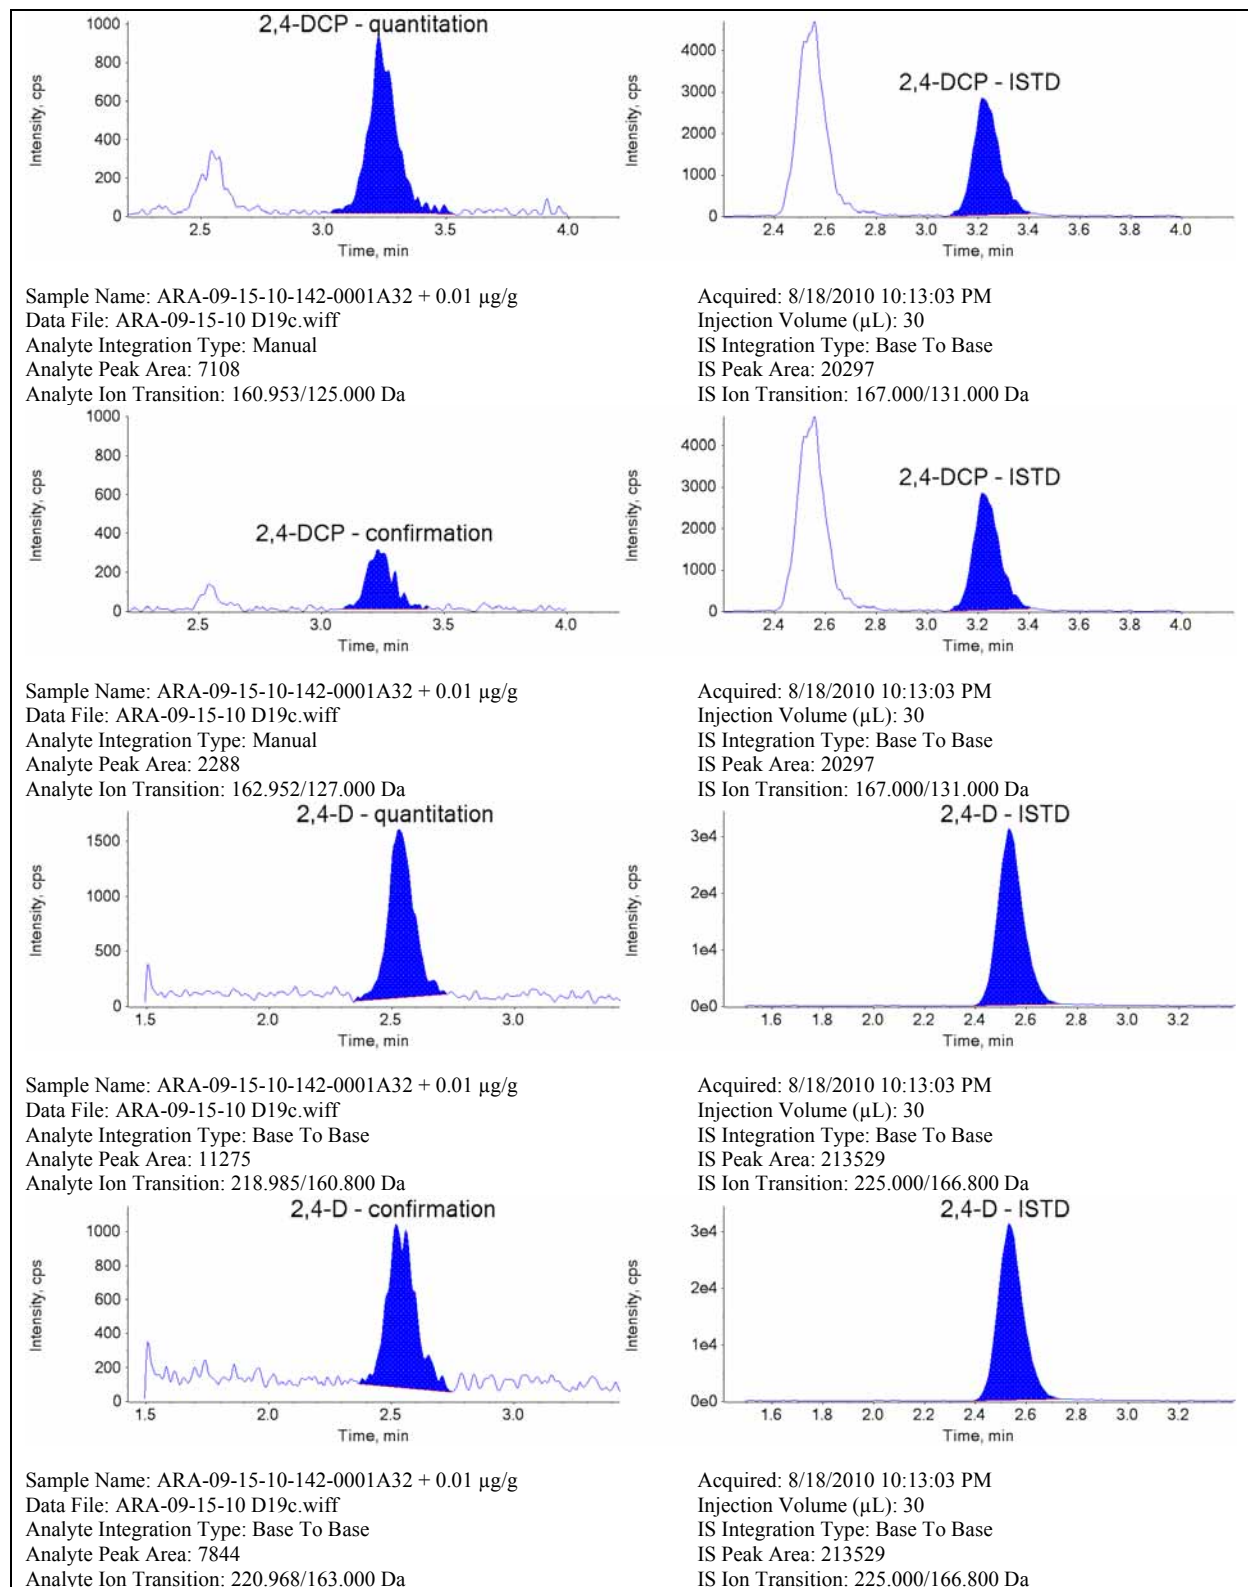 2,4-DCP - quantitation
1000
800
600
400
200
0
Intensity, cps
2.5 3.0 3.5 4.0
Time, min
2,4-DCP - ISTD
4000
3000
2000
1000
0
Intensity, cps
2.4 2.6 2.8 3.0 3.2 3.4 3.6 3.8 4.0
Time, min
Sample Name: ARA-09-15-10-142-0001A32 + 0.01 µg/g
Data File: ARA-09-15-10 D19c.wiff
Analyte Integration Type: Manual
Analyte Peak Area: 7108
Analyte Ion Transition: 160.953/125.000 Da
Acquired: 8/18/2010 10:13:03 PM
Injection Volume (µL): 30
IS Integration Type: Base To Base
IS Peak Area: 20297
IS Ion Transition: 167.000/131.000 Da
2,4-DCP - confirmation
1000
800
600
400
200
0
Intensity, cps
2.5 3.0 3.5 4.0
Time, min
2,4-DCP - ISTD
4000
3000
2000
1000
0
Intensity, cps
2.4 2.6 2.8 3.0 3.2 3.4 3.6 3.8 4.0
Time, min
Sample Name: ARA-09-15-10-142-0001A32 + 0.01 µg/g
Data File: ARA-09-15-10 D19c.wiff
Analyte Integration Type: Manual
Analyte Peak Area: 2288
Analyte Ion Transition: 162.952/127.000 Da
Acquired: 8/18/2010 10:13:03 PM
Injection Volume (µL): 30
IS Integration Type: Base To Base
IS Peak Area: 20297
IS Ion Transition: 167.000/131.000 Da
2,4-D - quantitation
1500
1000
500
0
Intensity, cps
1.5 2.0 2.5 3.0
Time, min
2,4-D - ISTD
3e4
2e4
1e4
0e0
Intensity, cps
1.6 1.8 2.0 2.2 2.4 2.6 2.8 3.0 3.2
Time, min
Sample Name: ARA-09-15-10-142-0001A32 + 0.01 µg/g
Data File: ARA-09-15-10 D19c.wiff
Analyte Integration Type: Base To Base
Analyte Peak Area: 11275
Analyte Ion Transition: 218.985/160.800 Da
Acquired: 8/18/2010 10:13:03 PM
Injection Volume (µL): 30
IS Integration Type: Base To Base
IS Peak Area: 213529
IS Ion Transition: 225.000/166.800 Da
2,4-D - confirmation
1000
800
600
400
200
0
Intensity, cps
1.5 2.0 2.5 3.0
Time, min
2,4-D - ISTD
3e4
2e4
1e4
0e0
Intensity, cps
1.6 1.8 2.0 2.2 2.4 2.6 2.8 3.0 3.2
Time, min
Sample Name: ARA-09-15-10-142-0001A32 + 0.01 µg/g
Data File: ARA-09-15-10 D19c.wiff
Analyte Integration Type: Base To Base
Analyte Peak Area: 7844
Analyte Ion Transition: 220.968/163.000 Da
Acquired: 8/18/2010 10:13:03 PM
Injection Volume (µL): 30
IS Integration Type: Base To Base
IS Peak Area: 213529
IS Ion Transition: 225.000/166.800 Da